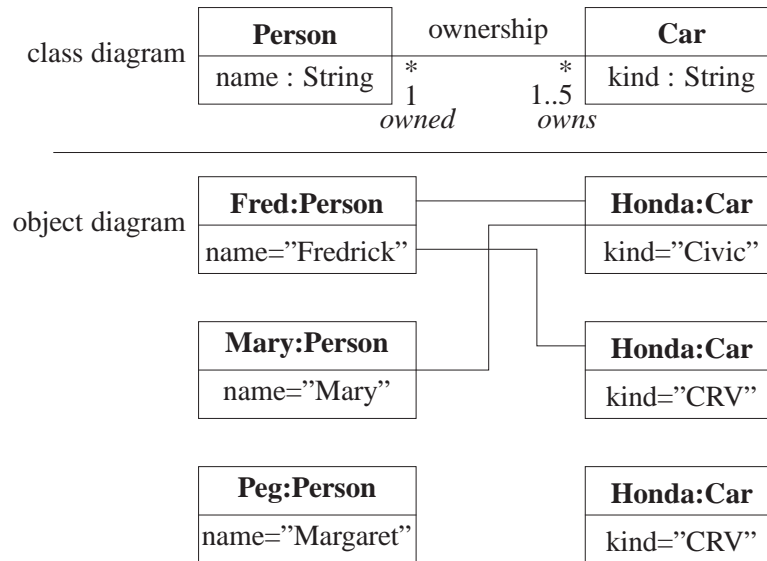 class diagram
Person
ownership
Car
name : String
*
*
kind : String
1
1..5
owned
owns
object diagram
Fred:Person
Honda:Car
name=”Fredrick”
kind=”Civic”
Mary:Person
Honda:Car
name=”Mary”
kind=”CRV”
Peg:Person
Honda:Car
name=”Margaret”
kind=”CRV”